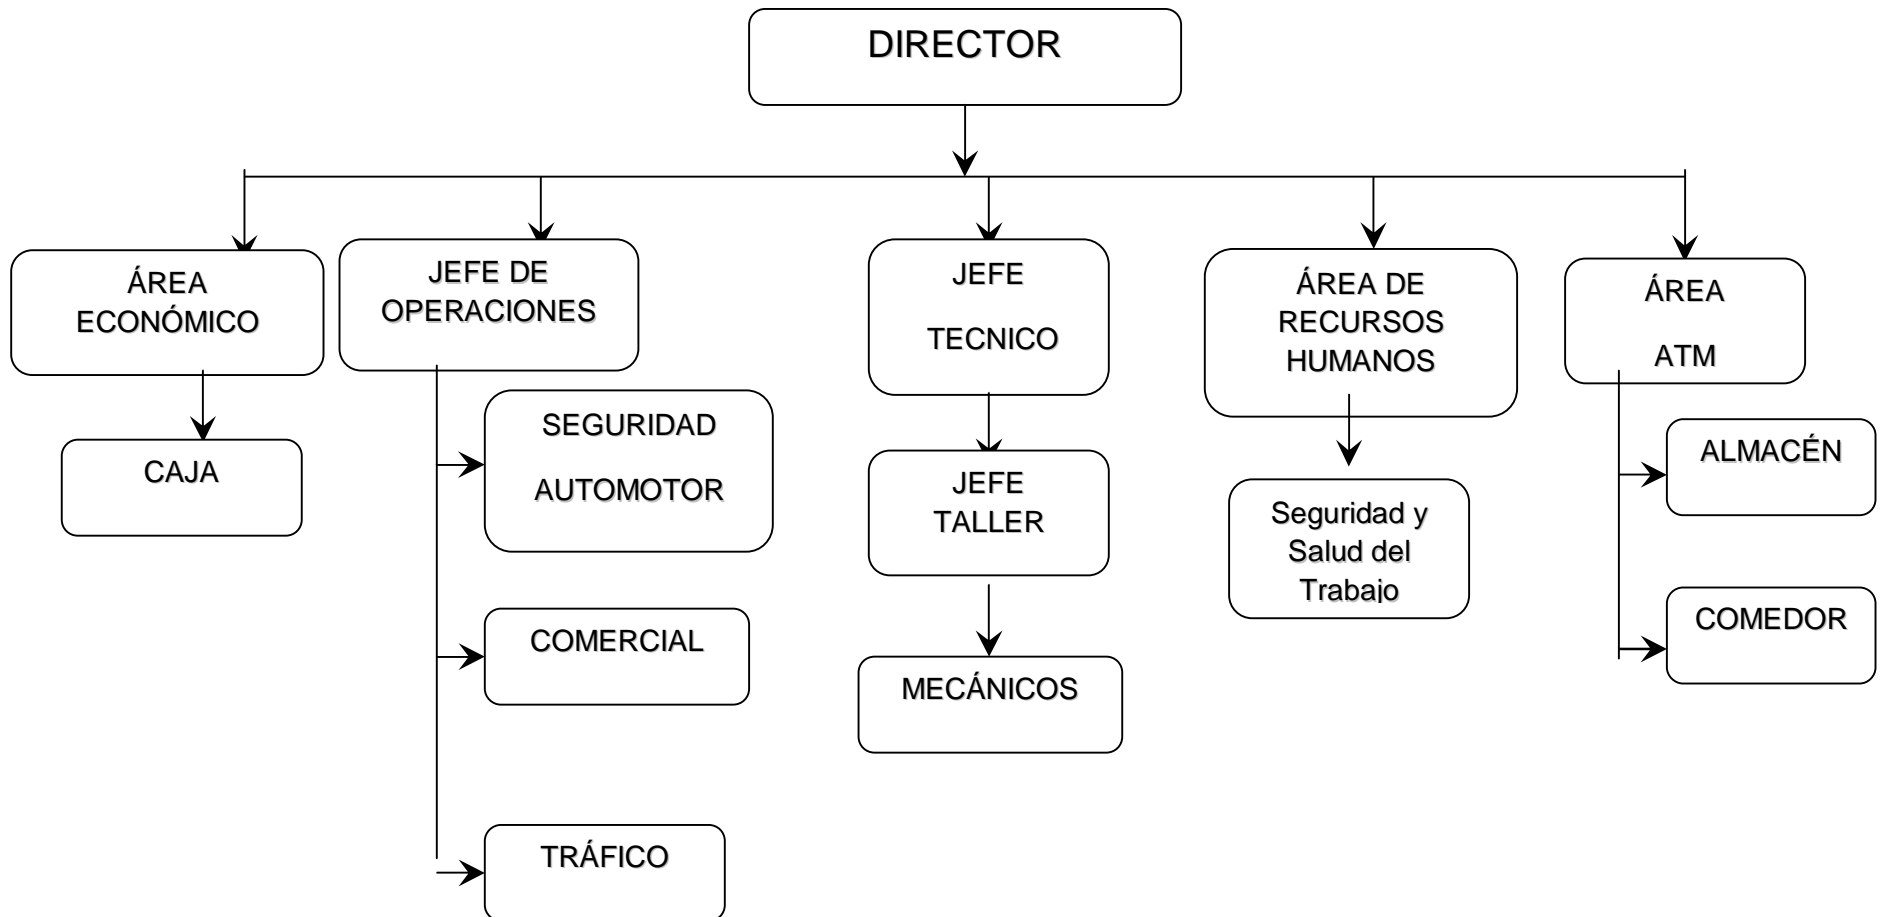 DIRECTOR
ÁREA
ECONÓMICO
JEFE DE
OPERACIONES
JEFE
TECNICO
ÁREA DE
RECURSOS
HUMANOS
ÁREA
ATM
CAJA
SEGURIDAD
AUTOMOTOR
COMERCIAL
TRÁFICO
JEFE
TALLER
MECÁNICOS
Seguridad y
Salud del
Trabajo
ALMACÉN
COMEDOR